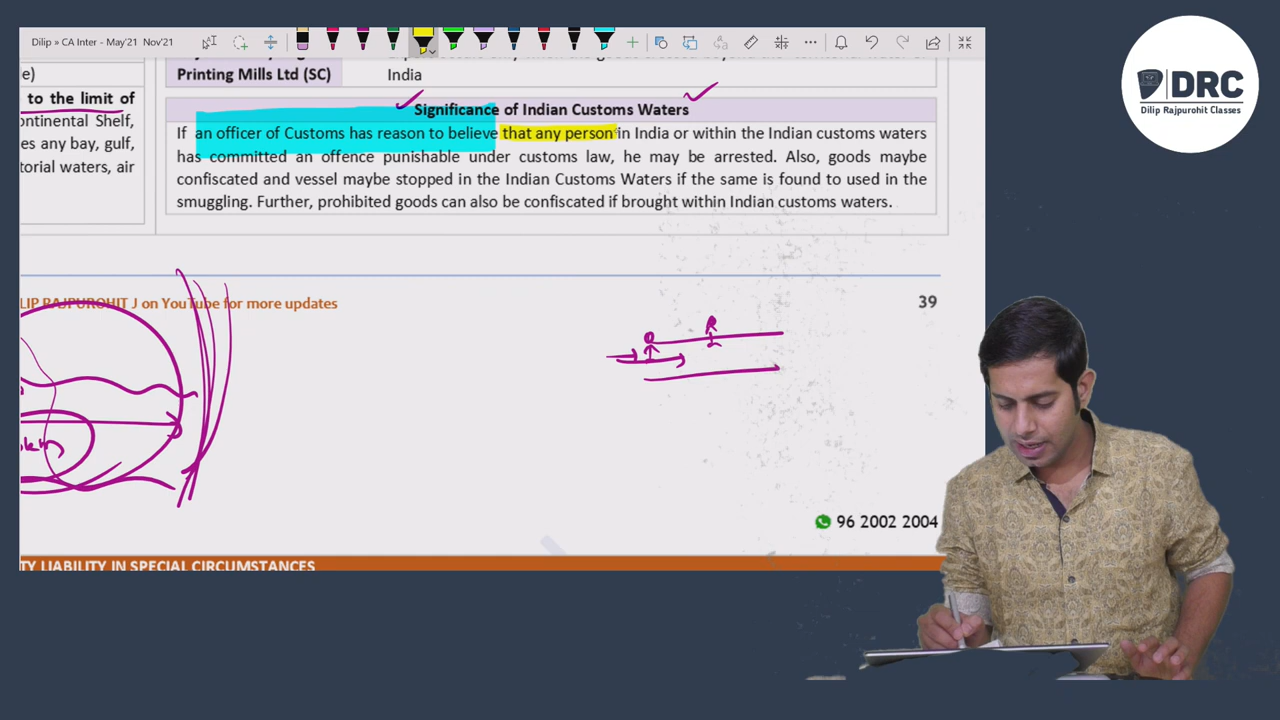 Dilip » CA Inter - May'21 Nov'21
e)
to the limit of
ontinental Shelf,
es any bay, gulf,
torial waters, air
Printing Mills Ltd (SC)
India
Significance of Indian Customs Waters
If an officer of Customs has reason to believe that any person in India or within the Indian customs waters
has committed an offence punishable under customs law, he may be arrested. Also, goods maybe
confiscated and vessel maybe stopped in the Indian Customs Waters if the same is found to used in the
smuggling. Further, prohibited goods can also be confiscated if brought within Indian customs waters.
LIP RAJPUROHIT J on YouTube for more updates
39
96 2002 2004
TY LIABILITY IN SPECIAL CIRCUMSTANCES
DRC
Dilip Rajpurohit Classes